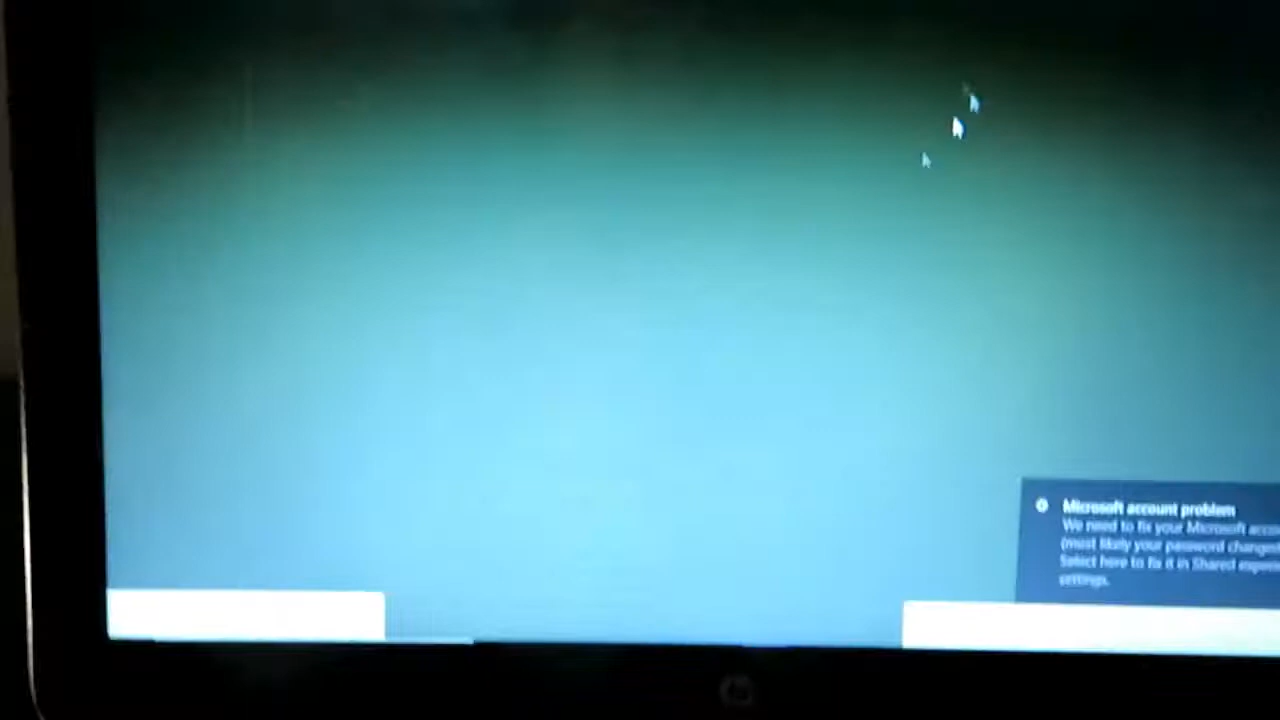 Microsoft account problem
We need to fix your Microsoft
(most likely your password changed
Select here to fix it in Shared
settings.